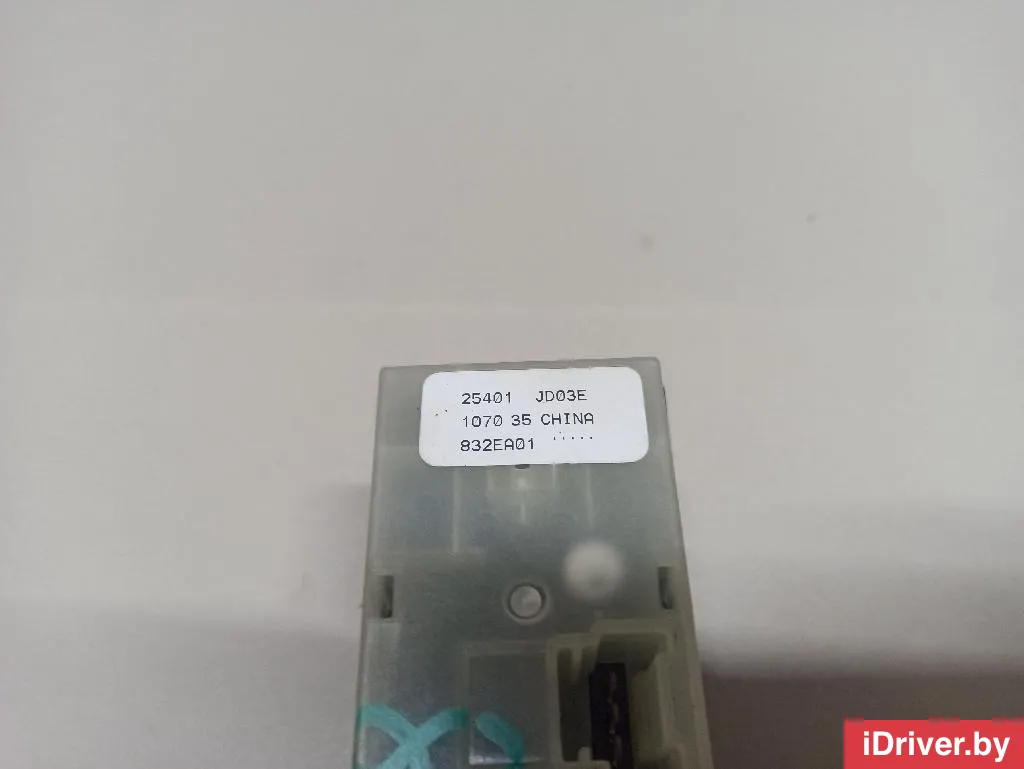 25401 JD03E
1070 35 CHINA
832EA01
iDriver.by